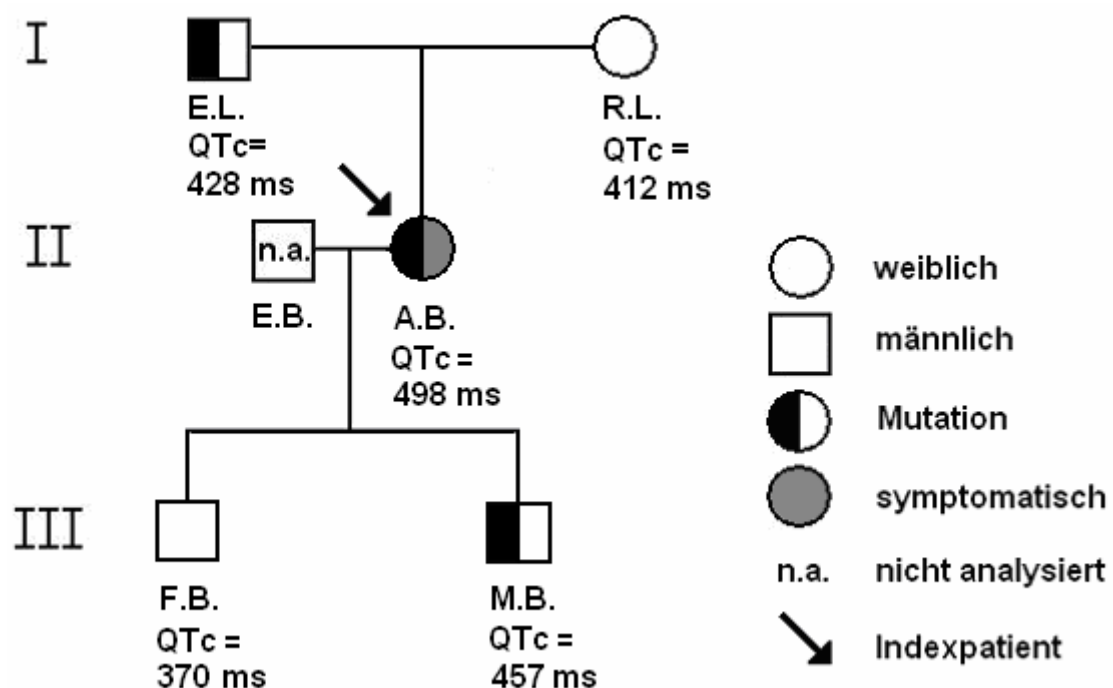 I
E.L.
QTc=
428 ms
R.L.
QTc =
412 ms
II
n.a.
E.B.
A.B.
QTc =
498 ms
III
F.B.
QTc =
370 ms
M.B.
QTc =
457 ms
weiblich
männlich
Mutation
symptomatisch
n.a. nicht analysiert
Indexpatient